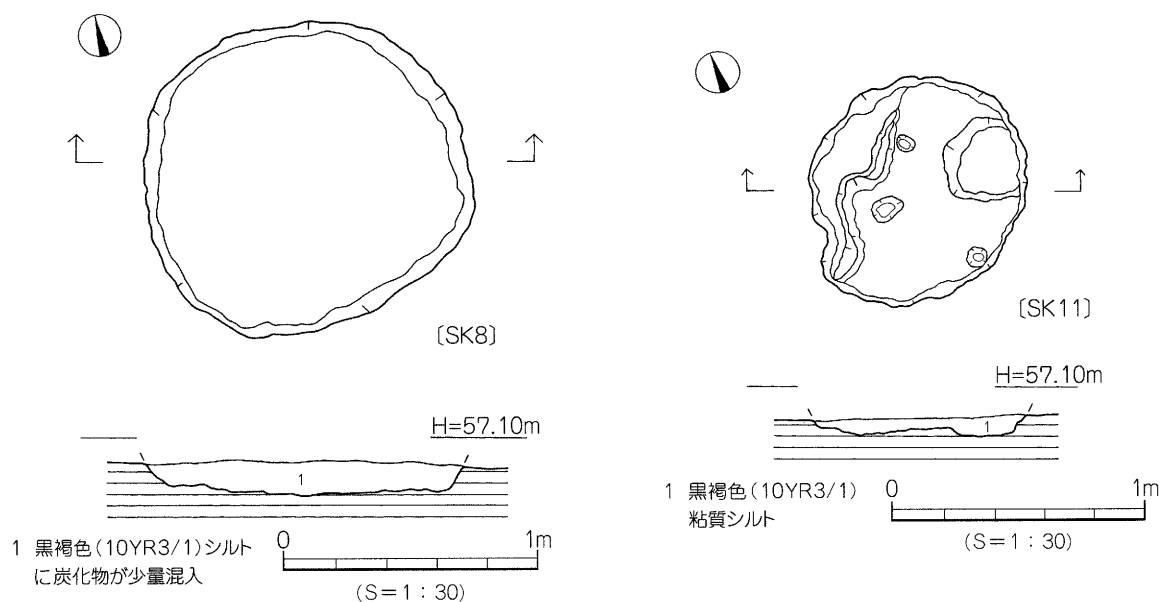 〔SK8〕
H=57.10m
1
1 黒褐色(10YR3/1)シルト
に炭化物が少量混入
0 1m
(S=1:30)
〔SK11〕
H=57.10m
1
1 黒褐色(10YR3/1)
粘質シルト
0 1m
(S=1:30)